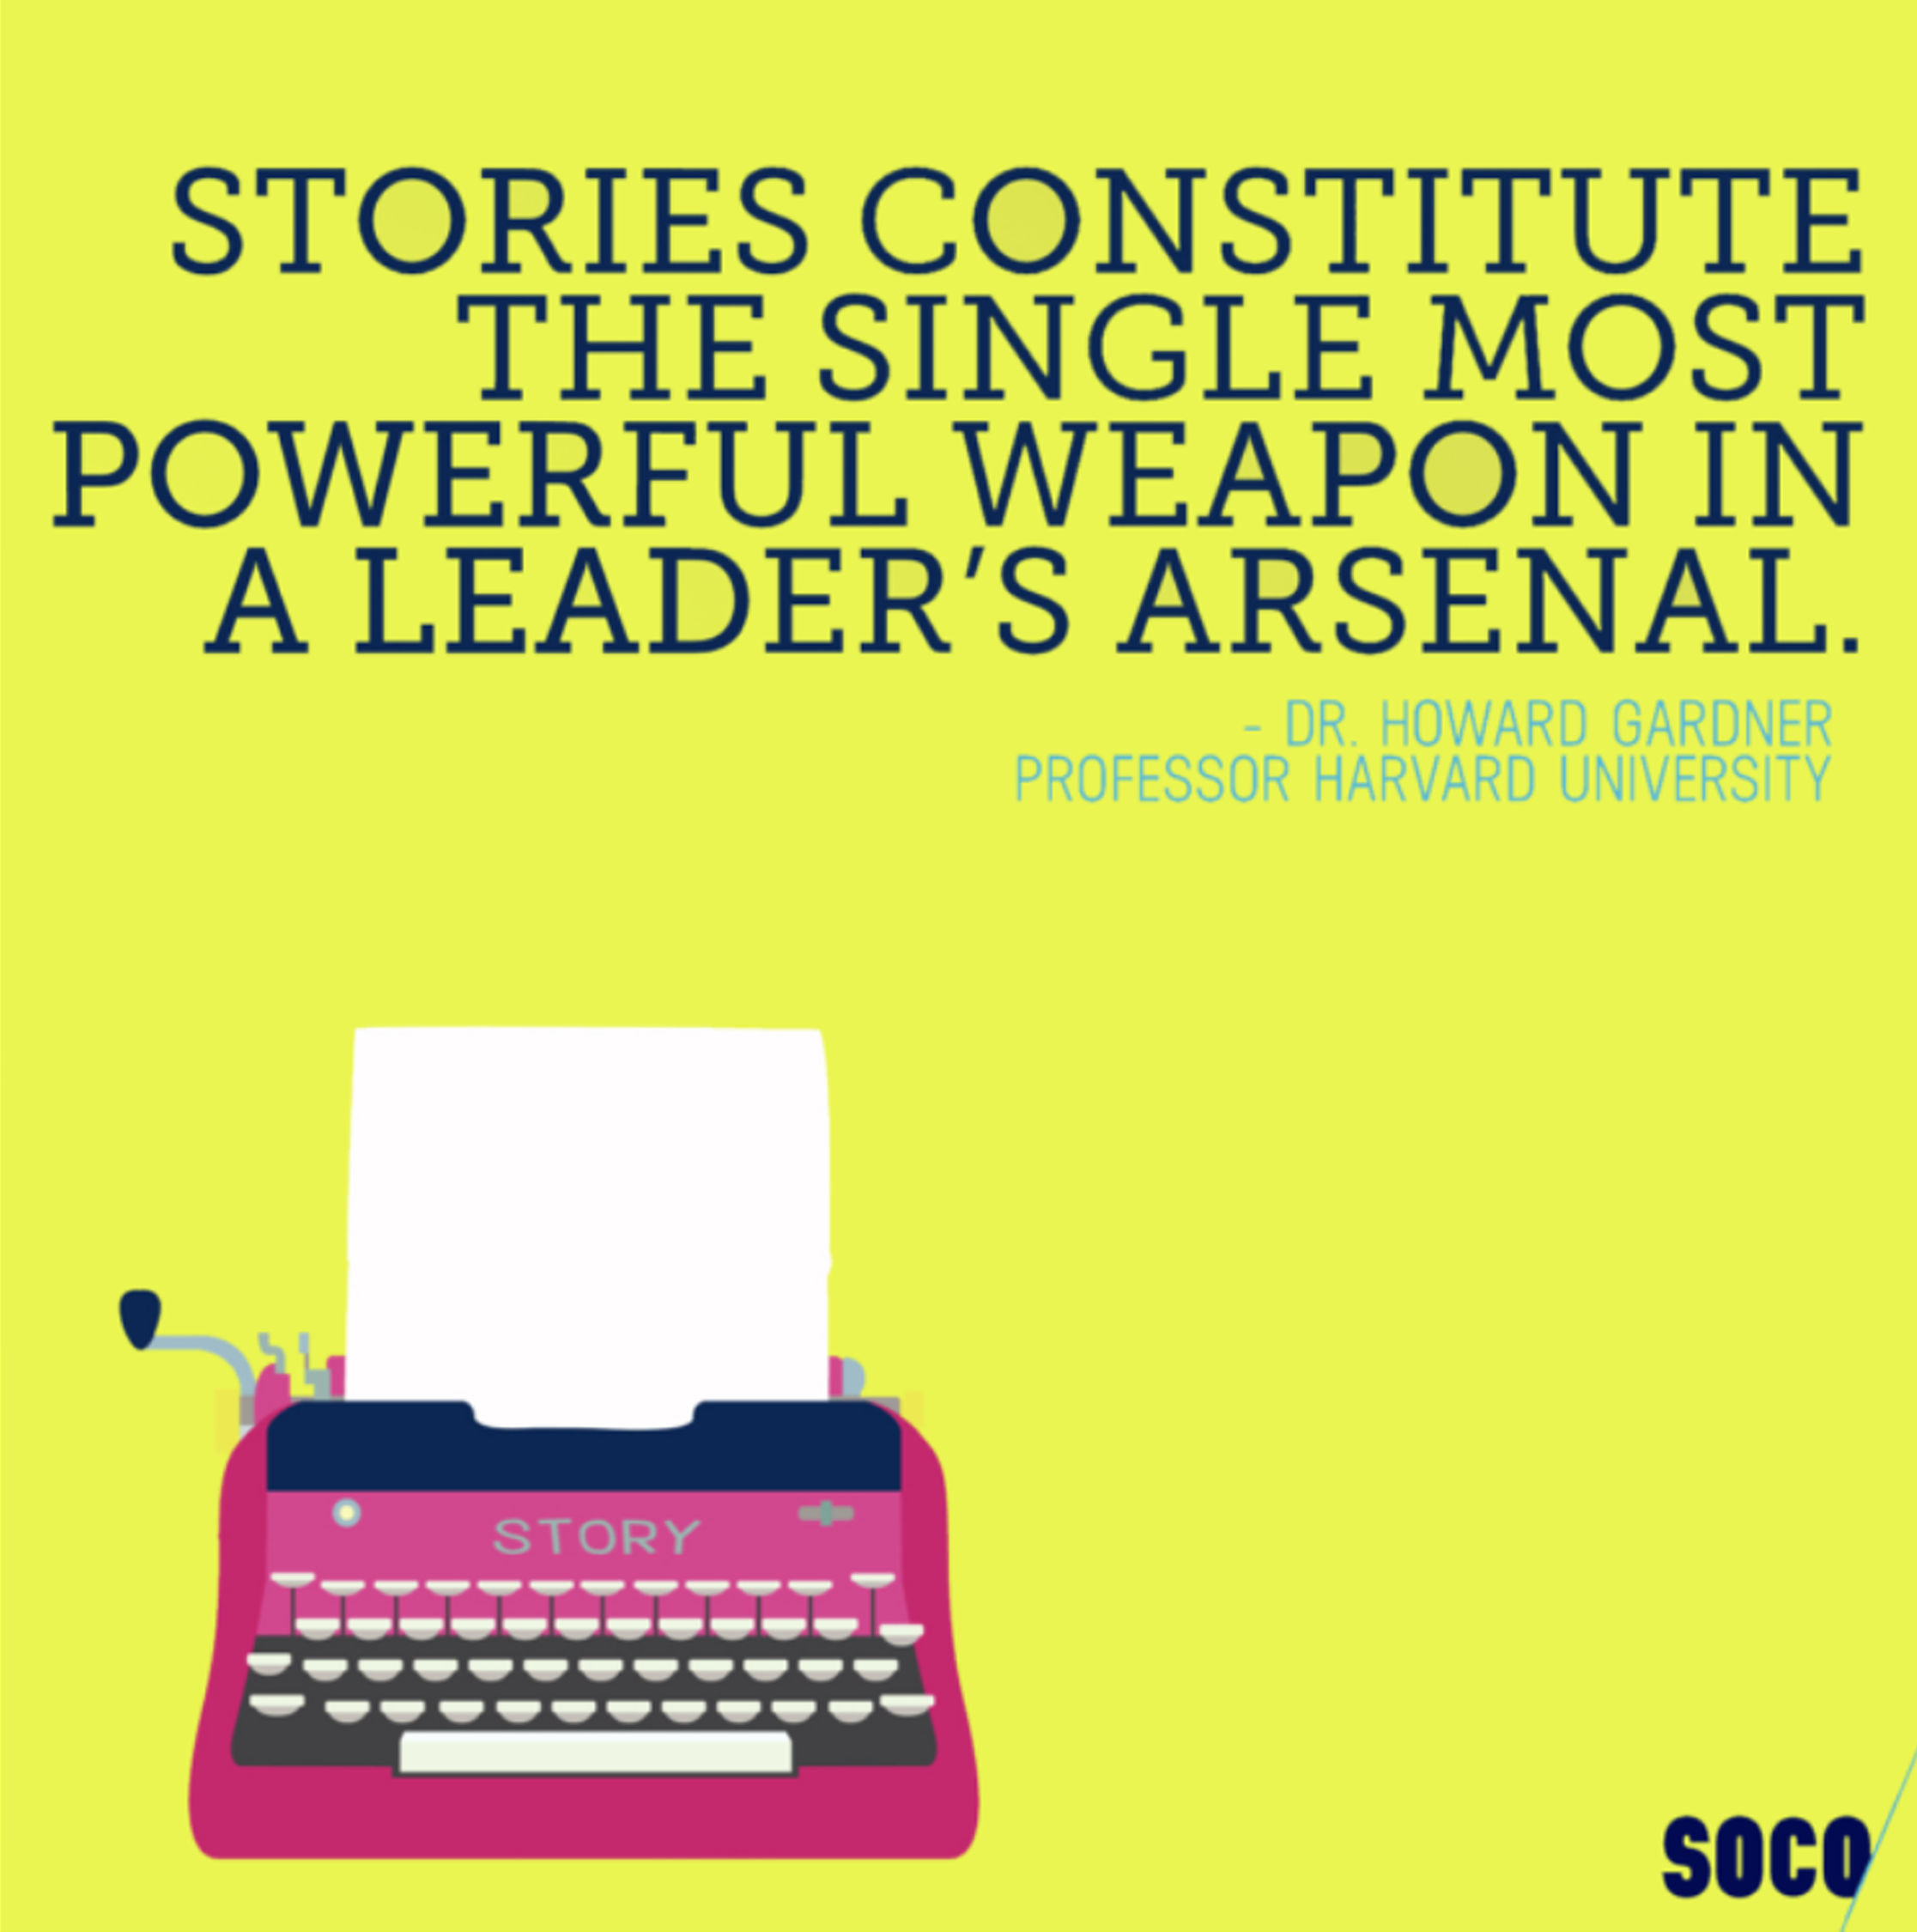 STORIES CONSTITUTE
THE SINGLE MOST
POWERFUL WEAPON IN
A LEADER’S ARSENAL.
- DR. HOWARD GARDNER
PROFESSOR HARVARD UNIVERSITY
STORY
SOCO